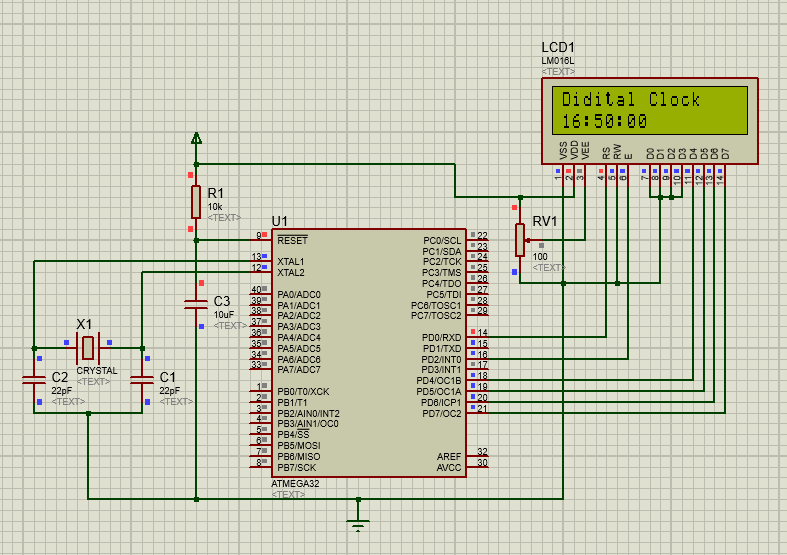 LCD1
LM016L
<TEXT>
Didital Clock
16:50:00
VSS VDD VEE RS RW E D0 D1 D2 D3 D4 D5 D6 D7
1 2 3 4 5 6 7 8 9 10 11 12 13 14
R1
10k
<TEXT>
RV1
100
<TEXT>
U1
9 RESET
13 XTAL1
12 XTAL2
40 PA0/ADC0
39 PA1/ADC1
38 PA2/ADC2
37 PA3/ADC3
36 PA4/ADC4
35 PA5/ADC5
34 PA6/ADC6
33 PA7/ADC7
1 PB0/T0/XCK
2 PB1/T1
3 PB2/AIN0/INT2
4 PB3/AIN1/OC0
5 PB4/SS
6 PB5/MOSI
7 PB6/MISO
8 PB7/SCK
PC0/SCL 22
PC1/SDA 23
PC2/TCK 24
PC3/TMS 25
PC4/TDO 26
PC5/TDI 27
PC6/TOSC1 28
PC7/TOSC2 29
PD0/RXD 14
PD1/TXD 15
PD2/INT0 16
PD3/INT1 17
PD4/OC1B 18
PD5/OC1A 19
PD6/ICP1 20
PD7/OC2 21
AREF 32
AVCC 30
ATMEGA32
<TEXT>
C3
10uF
<TEXT>
X1
CRYSTAL
<TEXT>
C2
22pF
<TEXT>
C1
22pF
<TEXT>